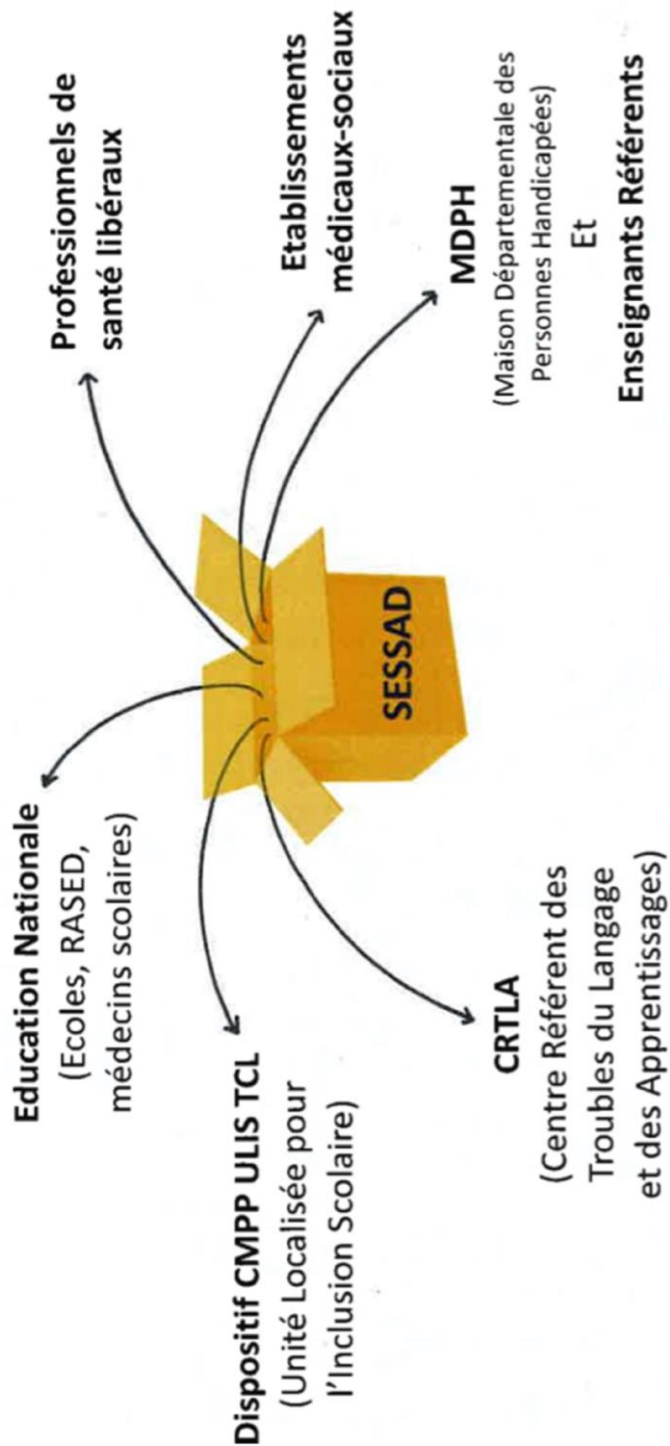 Education Nationale
(Ecoles, RASED,
médecins scolaires)
Professionnels de
santé libéraux
Dispositif CMPP ULIS TCL
(Unité Localisée pour
l'Inclusion Scolaire)
Etablissements
médicaux-sociaux
SESSAD
CRTLA
(Centre Référent des
Troubles du Langage
et des Apprentissages)
MDPH
(Maison Départementale des
Personnes Handicapées)
Et
Enseignants Référents